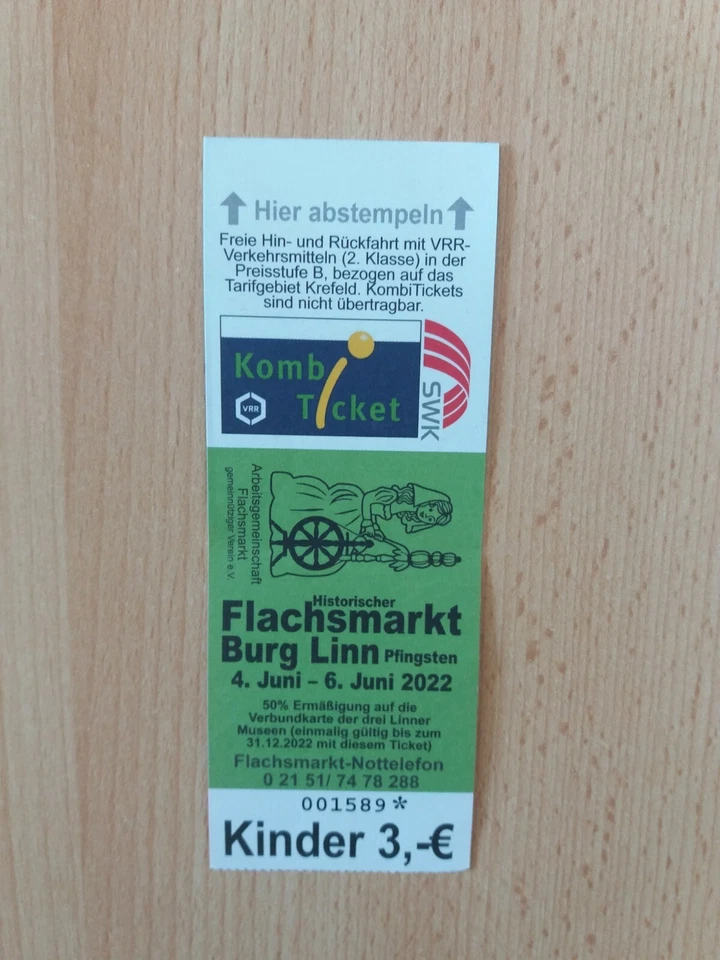 Hier abstempeln
Freie Hin- und Rückfahrt mit VRR-
Verkehrsmitteln (2. Klasse) in der
Preisstufe B, bezogen auf das
Tarifgebiet Krefeld. KombiTickets
sind nicht übertragbar.
Kombi
Ticket
VRR
SWK
Arbeitsgemeinschaft
Flachsmarkt
gemeinnütziger Verein e.V.
Historischer
Flachsmarkt
Burg Linn Pfingsten
4. Juni – 6. Juni 2022
50% Ermäßigung auf die
Verbundkarte der drei Linner
Museen (einmalig gültig bis zum
31.12.2022 mit diesem Ticket)
Flachsmarkt-Nottelefon
0 21 51/ 74 78 288
001589*
Kinder 3,-€